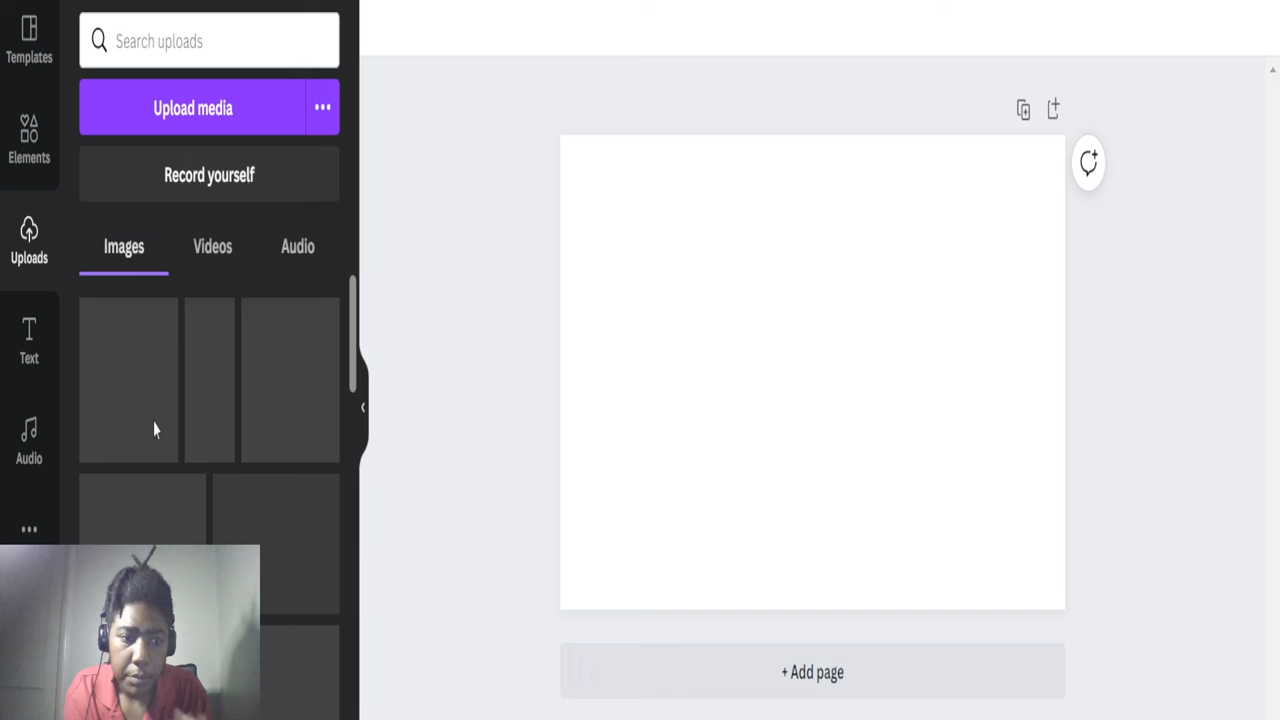 Templates
Elements
Uploads
Text
Audio
Search uploads
Upload media
Record yourself
Images Videos Audio
+ Add page